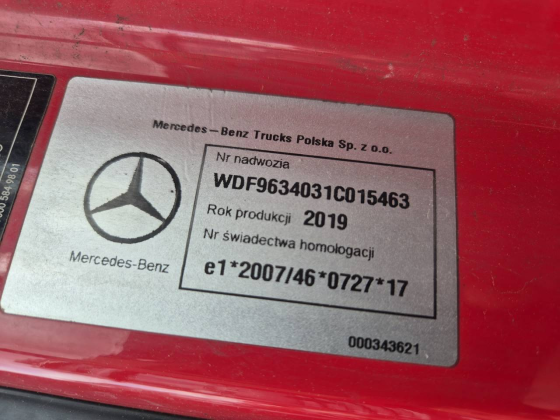 Mercedes-Benz Trucks Polska Sp. z o.o.
Nr nadwozia
WDF9634031C015463
Rok produkcji 2019
Nr świadectwa homologacji
e1*2007/46*0727*17
Mercedes-Benz
000343621